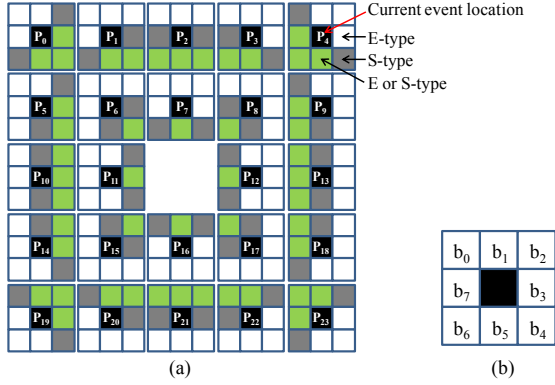 Current event location
E-type
S-type
E or S-type
P0 P1 P2 P3 P4
P5 P6 P7 P8 P9
P10 P11 P12 P13
P14 P15 P16 P17 P18
P19 P20 P21 P22 P23
(a)
b0 b1 b2
b7 b3
b6 b5 b4
(b)